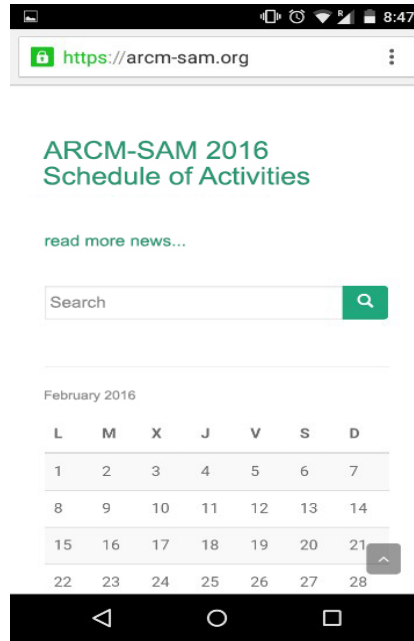 8:47
https://arcm-sam.org
ARCM-SAM 2016
Schedule of Activities
read more news...
Search
February 2016
L M X J V S D
1 2 3 4 5 6 7
8 9 10 11 12 13 14
15 16 17 18 19 20 21
22 23 24 25 26 27 28